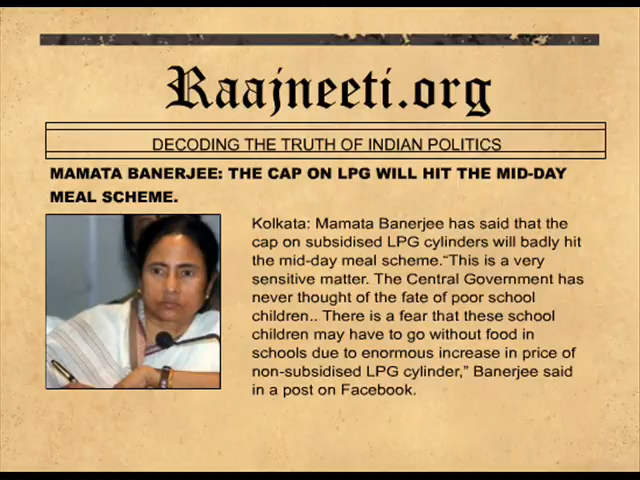 Raajneeti.org
DECODING THE TRUTH OF INDIAN POLITICS
MAMATA BANERJEE: THE CAP ON LPG WILL HIT THE MID-DAY
MEAL SCHEME.
Kolkata: Mamata Banerjee has said that the
cap on subsidised LPG cylinders will badly hit
the mid-day meal scheme.“This is a very
sensitive matter. The Central Government has
never thought of the fate of poor school
children.. There is a fear that these school
children may have to go without food in
schools due to enormous increase in price of
non-subsidised LPG cylinder,” Banerjee said
in a post on Facebook.